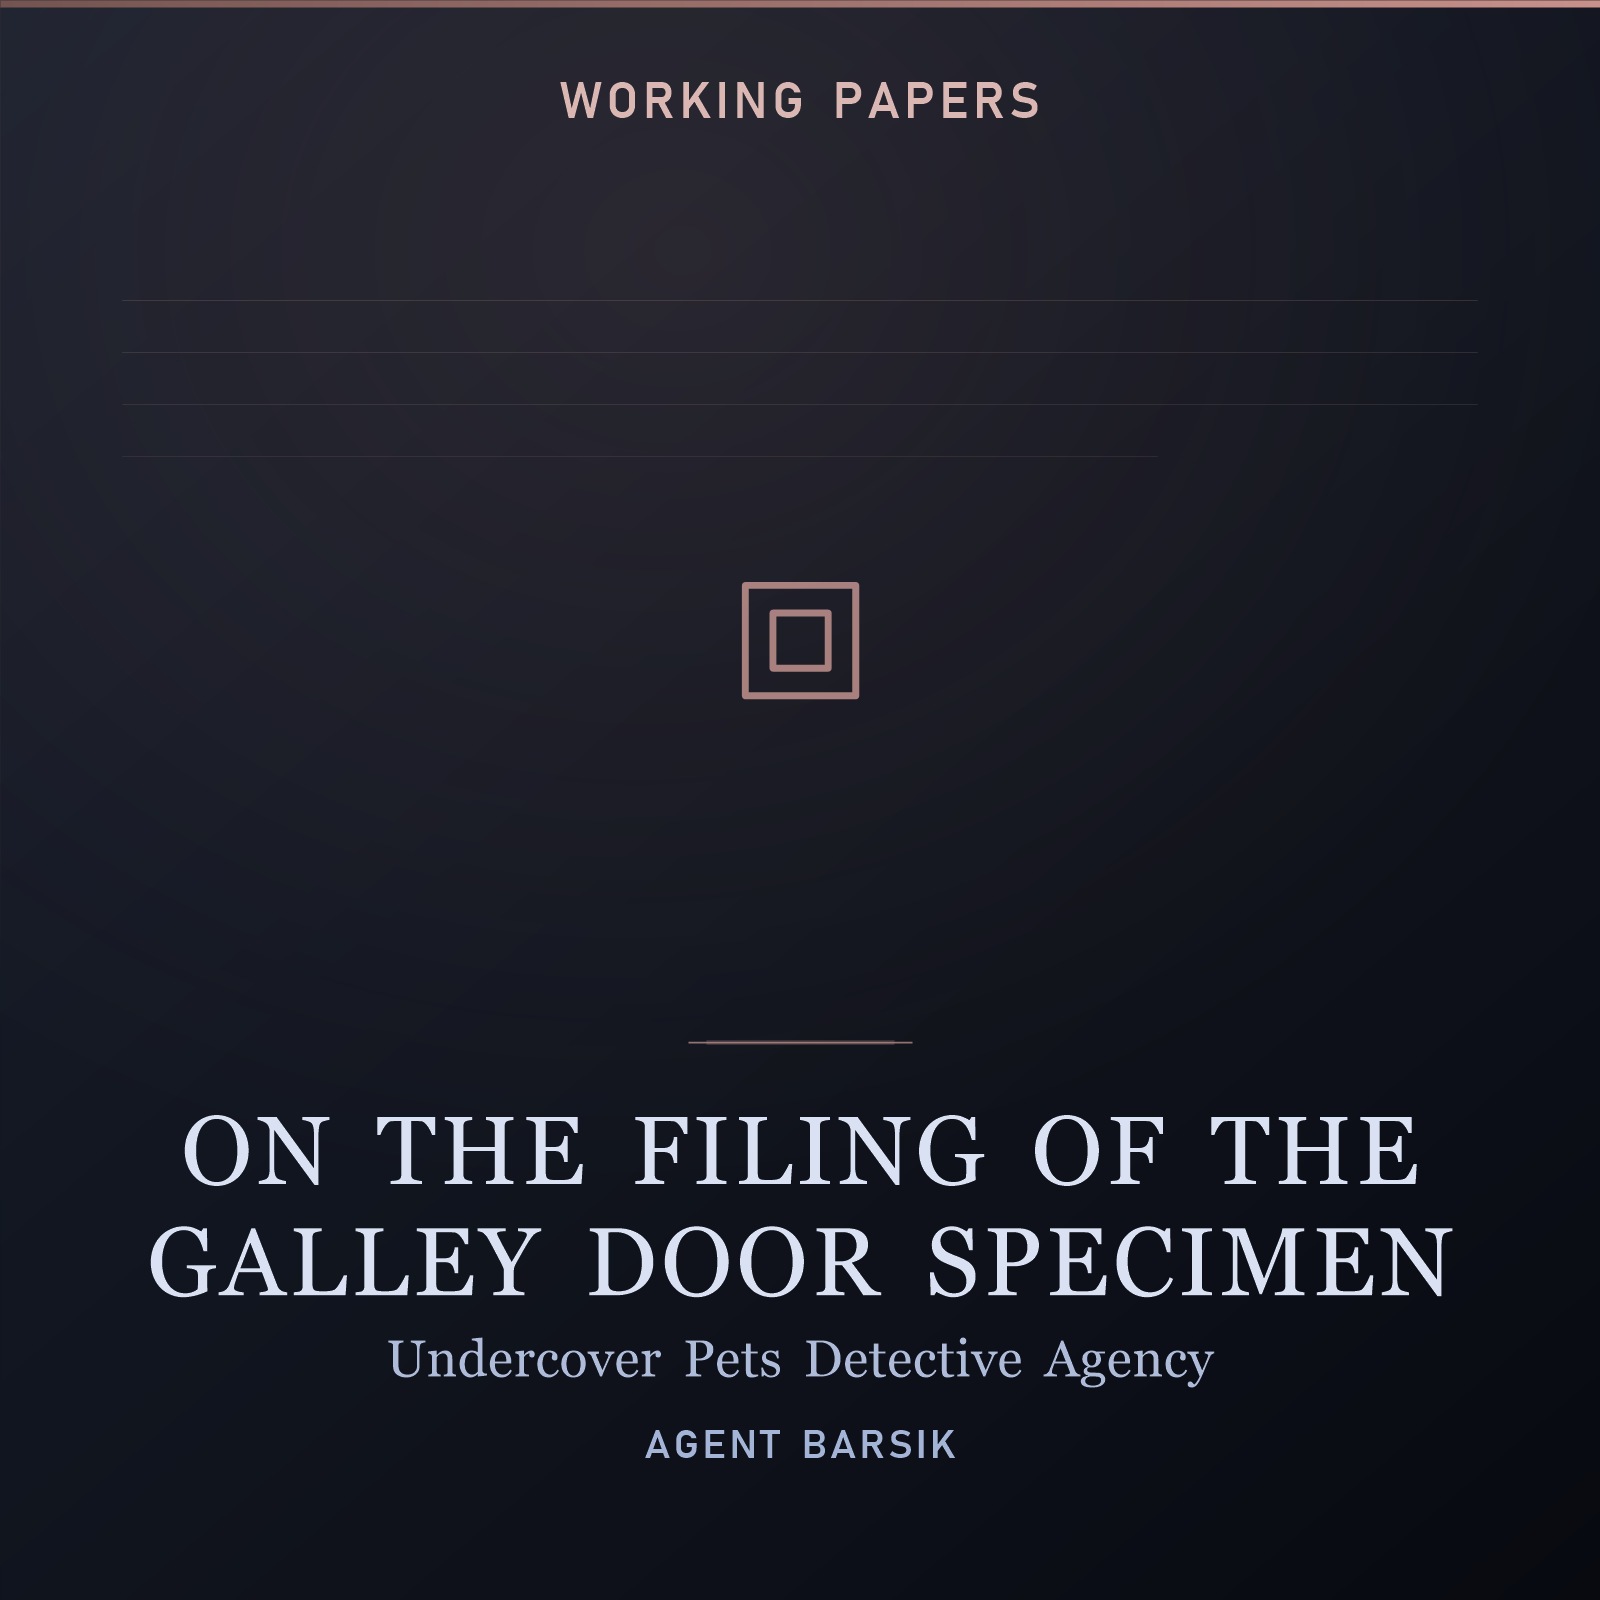 WORKING PAPERS
ON THE FILING OF THE
GALLEY DOOR SPECIMEN
Undercover Pets Detective Agency
AGENT BARSIK